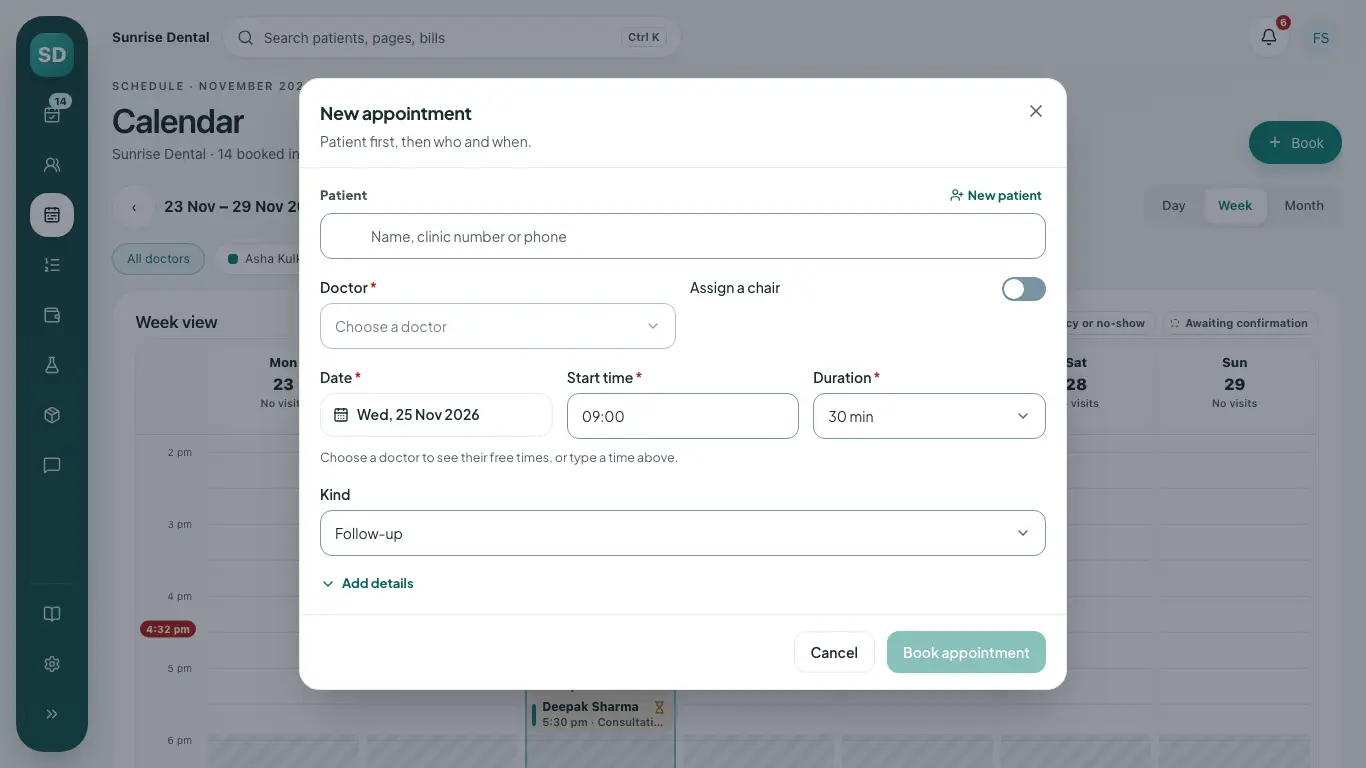 SD
Sunrise Dental
Search patients, pages, bills
Ctrl K
6
FS
14
SCHEDULE · NOVEMBER 202
Calendar
Sunrise Dental · 14 booked in
+ Book
‹
23 Nov – 29 Nov 20
Day
Week
Month
All doctors
Asha Kulk
Week view
cy or no-show
Awaiting confirmation
Mon
23
No visits
Sat
28
visits
Sun
29
No visits
2 pm
3 pm
4 pm
4:32 pm
5 pm
6 pm
New appointment
Patient first, then who and when.
Patient
New patient
Name, clinic number or phone
Doctor *
Assign a chair
Choose a doctor
Date *
Start time *
Duration *
Wed, 25 Nov 2026
09:00
30 min
Choose a doctor to see their free times, or type a time above.
Kind
Follow-up
Add details
Cancel
Book appointment
Deepak Sharma
5:30 pm · Consultati...